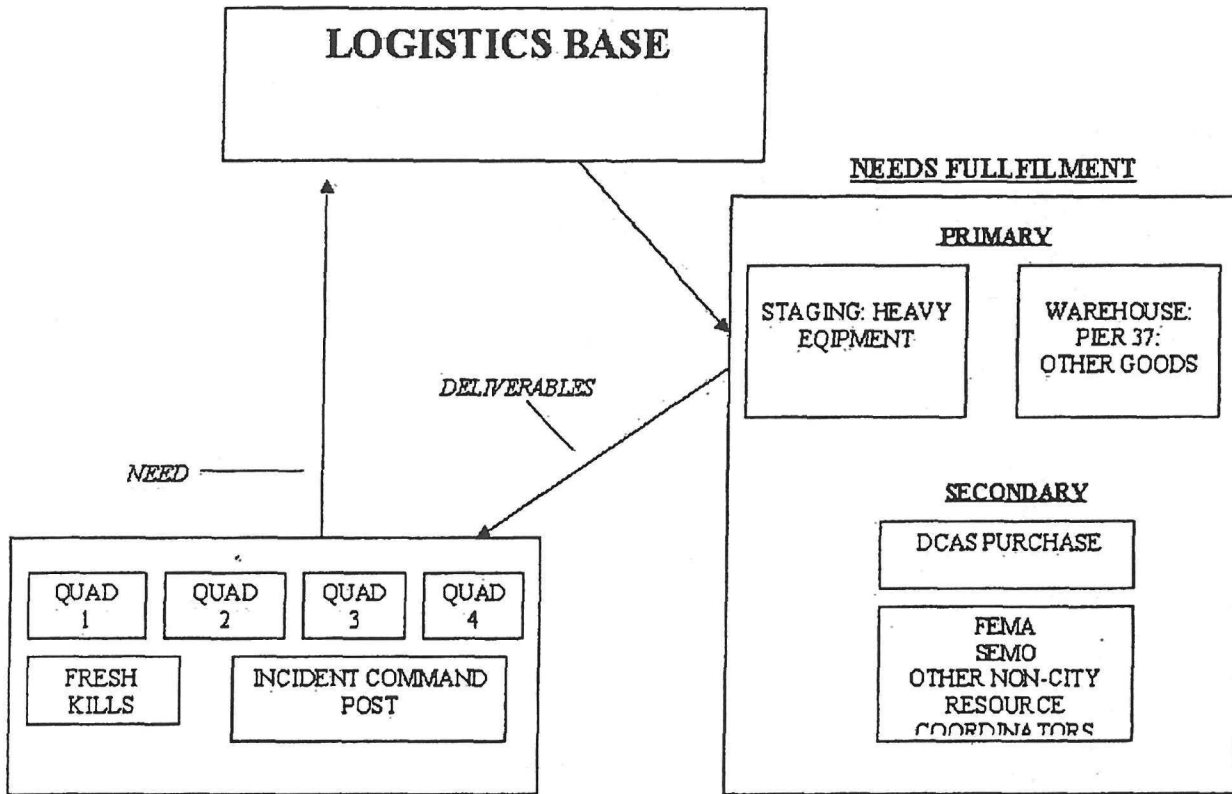 LOGISTICS BASE
NEEDS FULLFILMENT
PRIMARY
STAGING: HEAVY
EQIPMENT
WAREHOUSE:
PIER 37:
OTHER GOODS
DELIVERABLES
NEED
SECONDARY
DCAS PURCHASE
FEMA
SEMO
OTHER NON-CITY
RESOURCE
COORDINATORS
QUAD
1
QUAD
2
QUAD
3
QUAD
4
FRESH
KILLS
INCIDENT COMMAND
POST